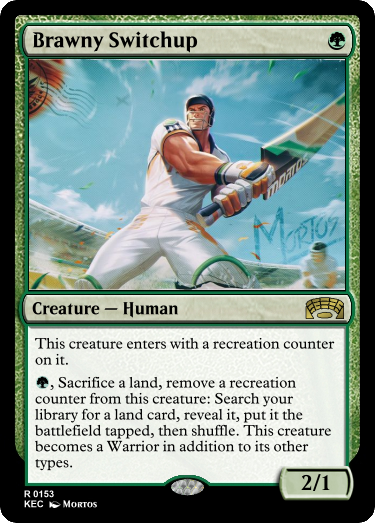 Brawny Switchup
MORTOS
Creature — Human
This creature enters with a recreation counter
on it.
, Sacrifice a land, remove a recreation
counter from this creature: Search your
library for a land card, reveal it, put it the
battlefield tapped, then shuffle. This creature
becomes a Warrior in addition to its other
types.
2/1
R 0153
KEC MORTOS